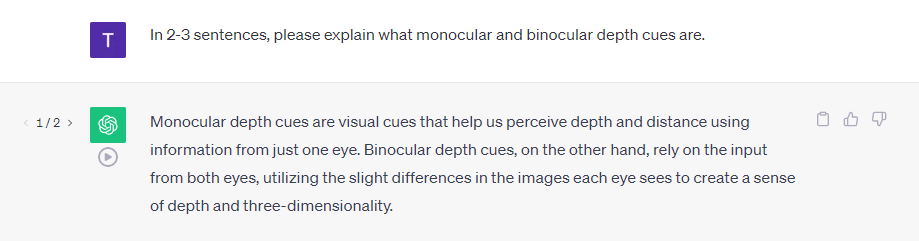 T
In 2-3 sentences, please explain what monocular and binocular depth cues are.
< 1 / 2 >
Monocular depth cues are visual cues that help us perceive depth and distance using
information from just one eye. Binocular depth cues, on the other hand, rely on the input
from both eyes, utilizing the slight differences in the images each eye sees to create a sense
of depth and three-dimensionality.